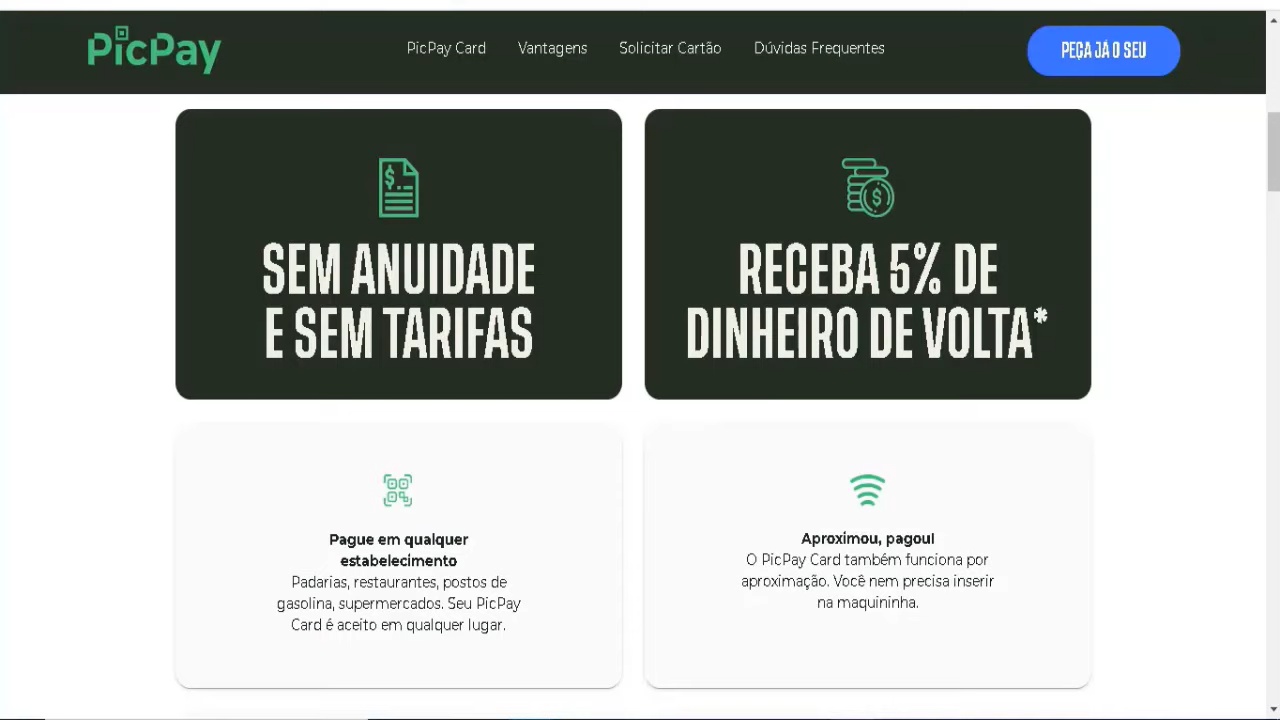 PicPay
PicPay Card
Vantagens
Solicitar Cartão
Dúvidas Frequentes
PEÇA JÁ O SEU
SEM ANUIDADE
E SEM TARIFAS
RECEBA 5% DE
DINHEIRO DE VOLTA*
Pague em qualquer
estabelecimento
Padarias, restaurantes, postos de
gasolina, supermercados. Seu PicPay
Card é aceito em qualquer lugar.
Aproximou, pagou!
O PicPay Card também funciona por
aproximação. Você nem precisa inserir
na maquininha.